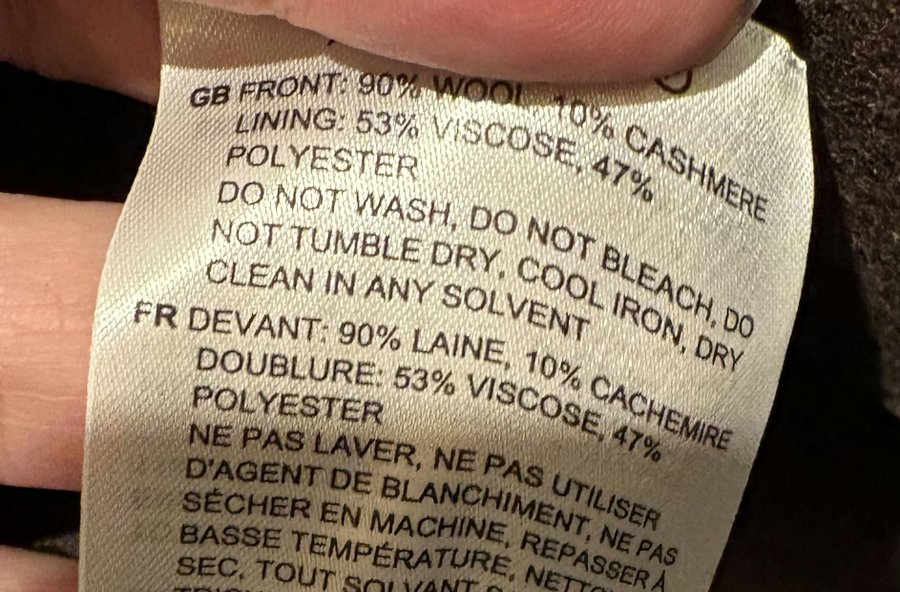 GB FRONT: 90% WOOL 10% CASHMERE
LINING: 53% VISCOSE, 47%
POLYESTER
DO NOT WASH, DO NOT BLEACH, DO
NOT TUMBLE DRY, COOL IRON, DRY
CLEAN IN ANY SOLVENT
FR DEVANT: 90% LAINE, 10% CACHEMIRE
DOUBLURE: 53% VISCOSE, 47%
POLYESTER
NE PAS LAVER, NE PAS UTILISER
D'AGENT DE BLANCHIMENT, NE PAS
SÉCHER EN MACHINE, REPASSER À
BASSE TEMPÉRATURE,
SEC, TOUT SOLVANT